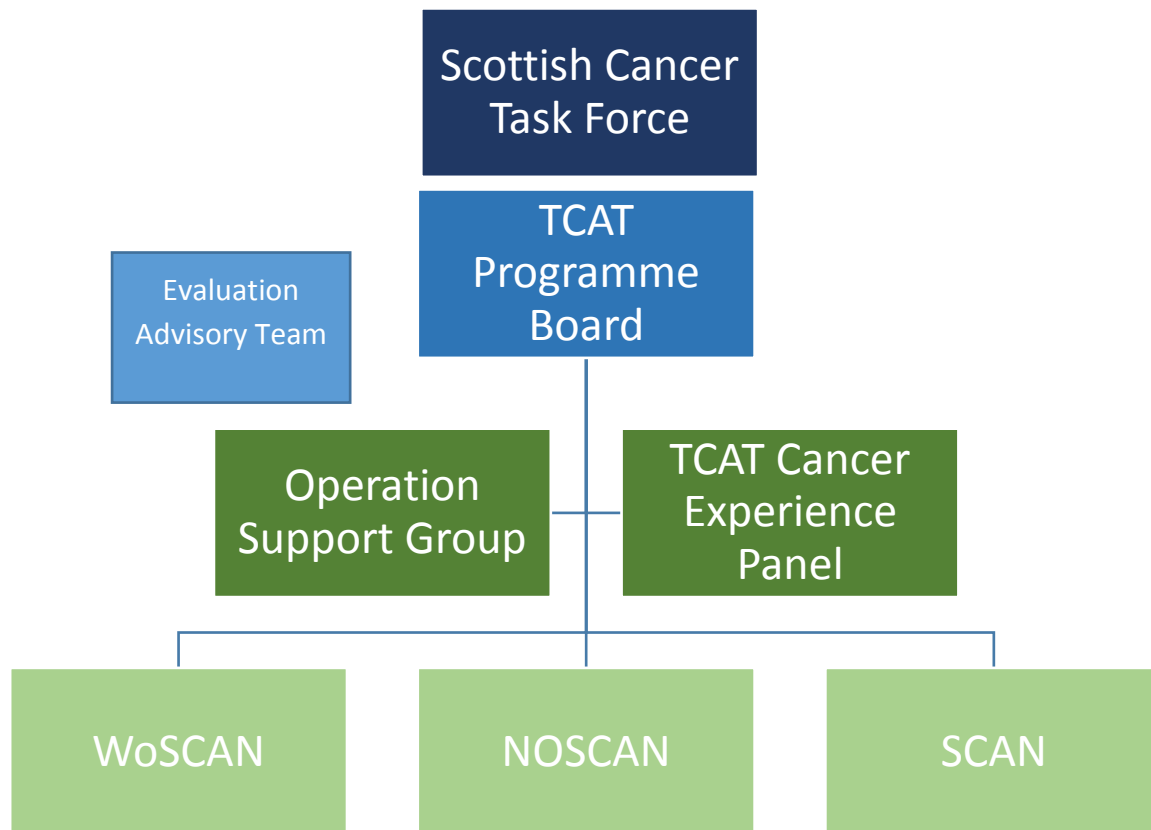 Scottish Cancer
Task Force
TCAT
Programme
Board
Evaluation
Advisory Team
Operation
Support Group
TCAT Cancer
Experience
Panel
WoSCAN
NOSCAN
SCAN